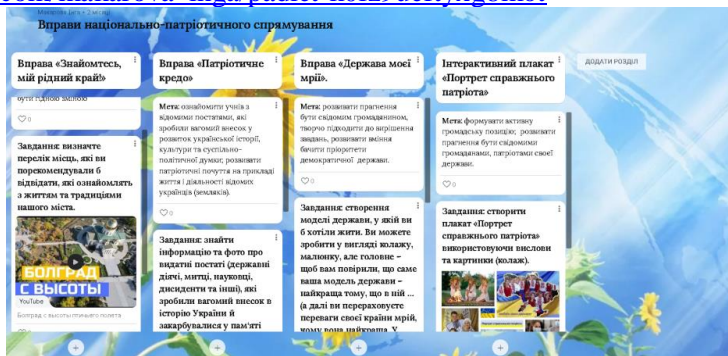 Вправи національно-патріотичного спрямування
Вправа «Знайомтесь,
мій рідний край!»
бути гідною зміною
0
Завдання: визначте
перелік місць, які ви
порекомендували б
відвідати, які ознайомлять
з життям та традиціями
нашого міста.
БОЛГРАД
С ВЫСОТЫ
YouTube
Болград с высоты птичьего полета
Вправа «Патріотичне
кредо»
Мета: ознайомити учнів з
відомими постатями, які
зробили вагомий внесок у
розвиток української історії,
культури та суспільно-
політичної думки; розвивати
патріотичні почуття на прикладі
життя і діяльності відомих
українців (земляків).
0
Завдання: знайти
інформацію та фото про
видатні постаті (державні
діячі, митці, науковці,
дисиденти та інші), які
зробили вагомий внесок в
історію України й
закарбувалися у пам'яті
Вправа «Держава моєї
мрії».
Мета: розвивати прагнення
бути свідомим громадянином,
творчо підходити до вирішення
завдань, розвивати вміння
бачити пріоритети
демократичної держави.
0
Завдання: створення
моделі держави, у якій ви
б хотіли жити. Ви можете
зробити у вигляді колажу,
малюнку, але головне –
щоб вам повірили, що саме
ваша модель держави –
найкраща тому, що в ній ...
(а далі ви перераховуєте
переваги своєї країни мрій,
чому вона найкраща. У
Інтерактивний плакат
«Портрет справжнього
патріота»
Мета: формувати активну
громадську позицію; розвивати
прагнення бути свідомими
громадянами, патріотами своєї
держави.
0
Завдання: створити
плакат «Портрет
справжнього патріота»
використовуючи вислови
та картинки (колаж).
ДОДАТИ РОЗДІЛ